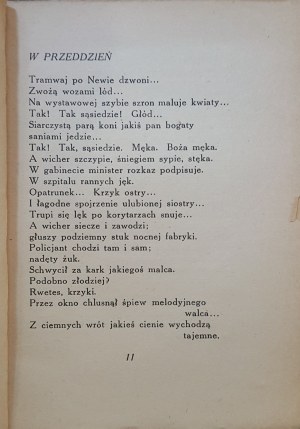 W PRZEDDZIEŃ
Tramwaj po Newie dzwoni...
Zwożą wozami lód...
Na wystawowej szybie szron maluje kwiaty...
Tak! Tak sąsiedzie! Głód...
Siarczystą parą koni jakiś pan bogaty
saniami jedzie...
Tak! Tak, sąsiedzie. Męka. Boża męka.
A wicher szczypie, śniegiem sypie, stęka.
W gabinecie minister rozkaz podpisuje.
W szpitalu rannych jęk.
Opatrunek... Krzyk ostry...
I łagodne spojrzenie ulubionej siostry...
Trupi się lęk po korytarzach snuje...
A wicher siecze i zawodzi;
głuszy podziemny stuk nocnej fabryki.
Policjant chodzi tam i sam;
nadęty żuk.
Schwycił za kark jakiegoś malca.
Podobno złodziej?
Rwetes, krzyki.
Przez okno chlusnął śpiew melodyjnego
walca...
Z ciemnych wrót jakieś cienie wychodzą
tajemne.
11